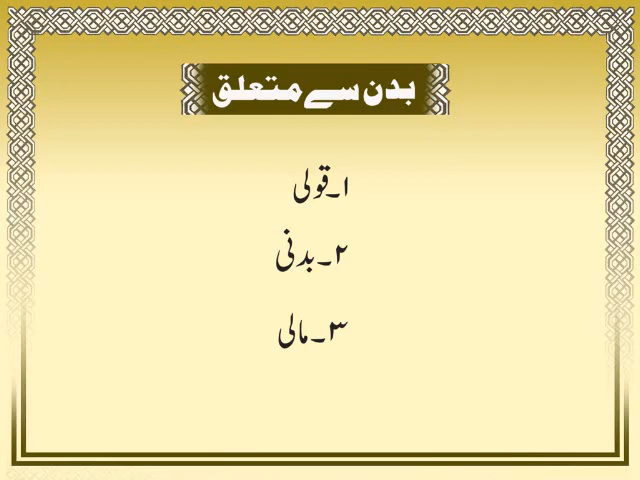 بدن سے متعلق
۱۔قولی
۲۔بدنی
۳۔مالی